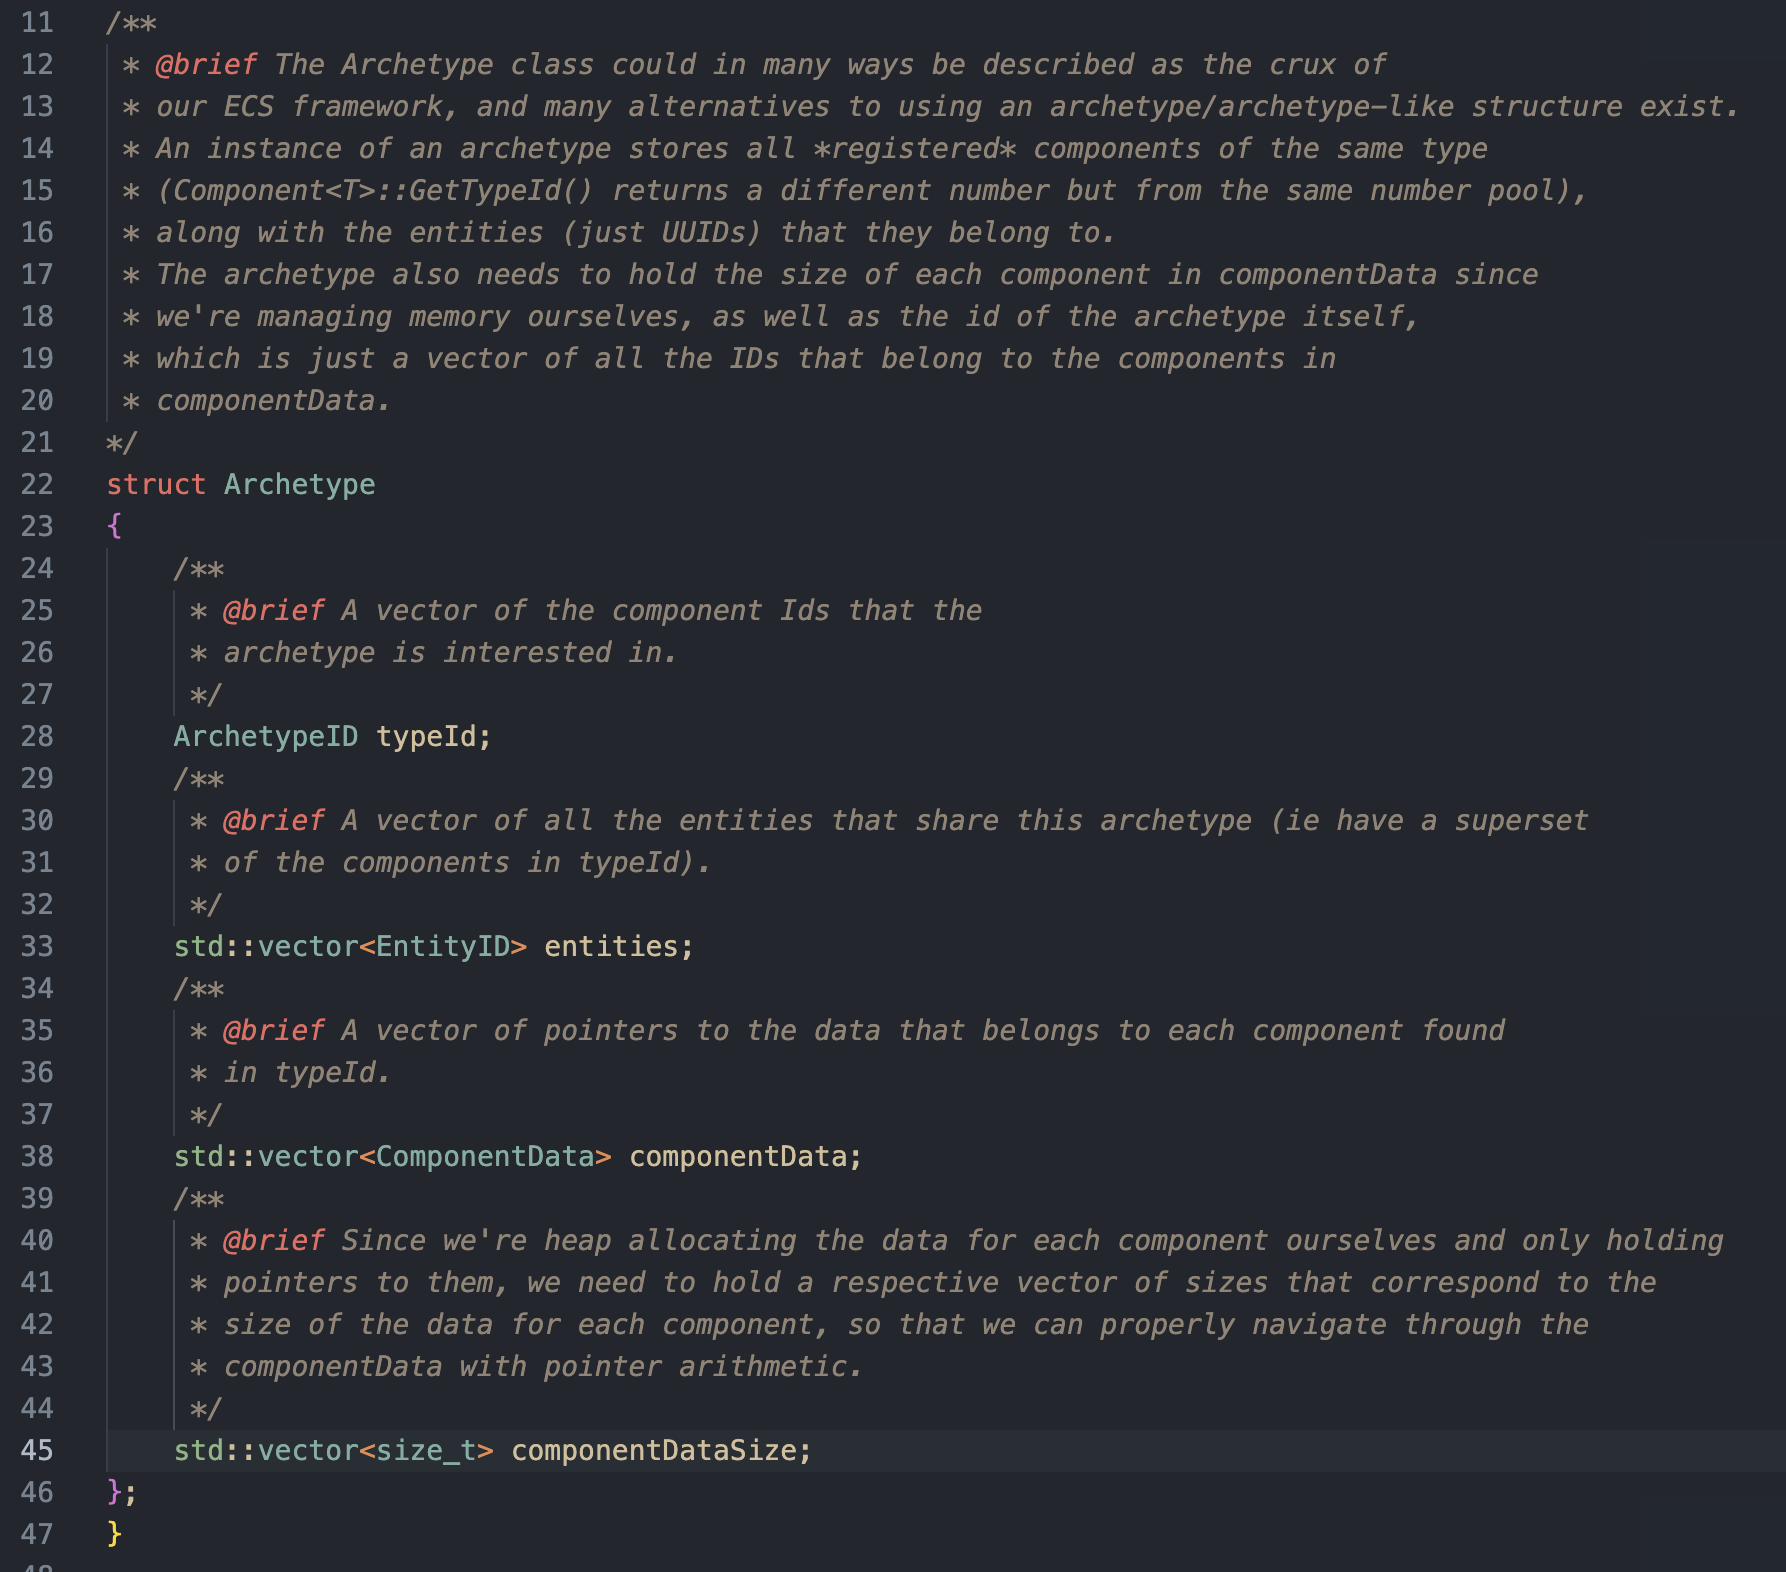 11 /**
12 * @brief The Archetype class could in many ways be described as the crux of
13 * our ECS framework, and many alternatives to using an archetype/archetype-like structure exist.
14 * An instance of an archetype stores all *registered* components of the same type
15 * (Component<T>::GetTypeId() returns a different number but from the same number pool),
16 * along with the entities (just UUIDs) that they belong to.
17 * The archetype also needs to hold the size of each component in componentData since
18 * we're managing memory ourselves, as well as the id of the archetype itself,
19 * which is just a vector of all the IDs that belong to the components in
20 * componentData.
21 */
22 struct Archetype
23 {
24 /**
25 * @brief A vector of the component Ids that the
26 * archetype is interested in.
27 */
28 ArchetypeID typeId;
29 /**
30 * @brief A vector of all the entities that share this archetype (ie have a superset
31 * of the components in typeId).
32 */
33 std::vector<EntityID> entities;
34 /**
35 * @brief A vector of pointers to the data that belongs to each component found
36 * in typeId.
37 */
38 std::vector<ComponentData> componentData;
39 /**
40 * @brief Since we're heap allocating the data for each component ourselves and only holding
41 * pointers to them, we need to hold a respective vector of sizes that correspond to the
42 * size of the data for each component, so that we can properly navigate through the
43 * componentData with pointer arithmetic.
44 */
45 std::vector<size_t> componentDataSize;
46 };
47 }